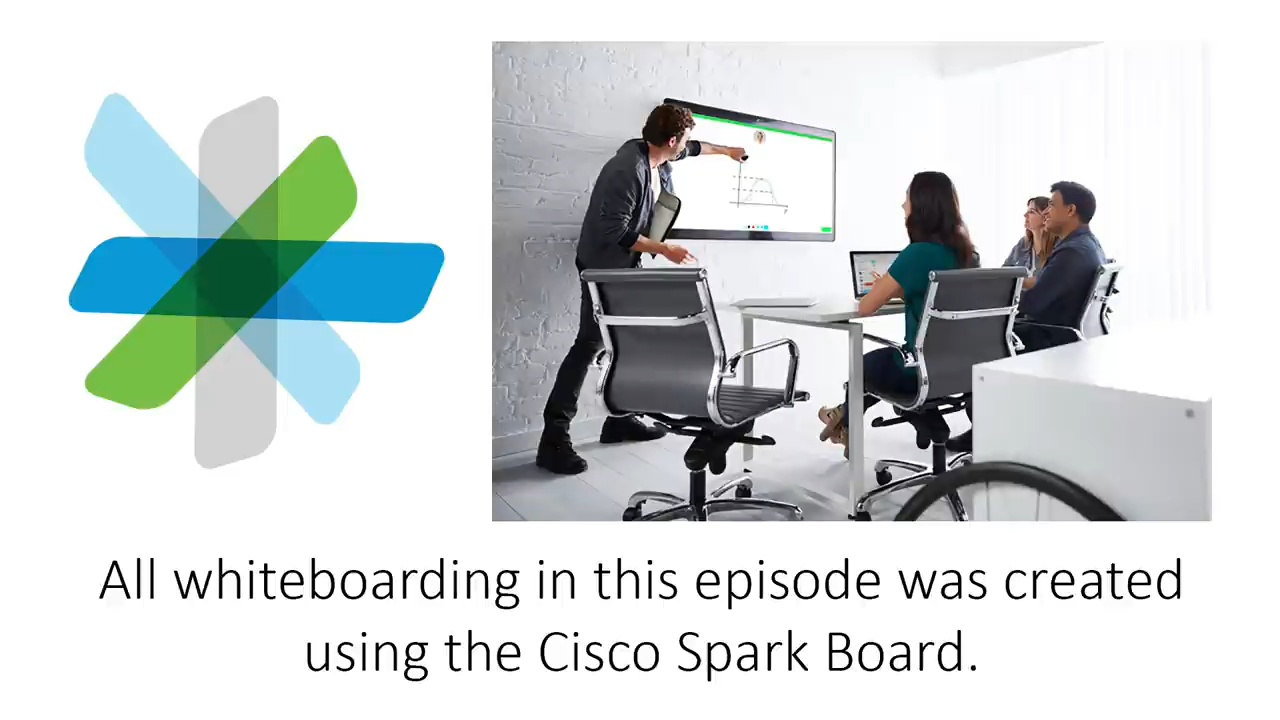 All whiteboarding in this episode was created
using the Cisco Spark Board.